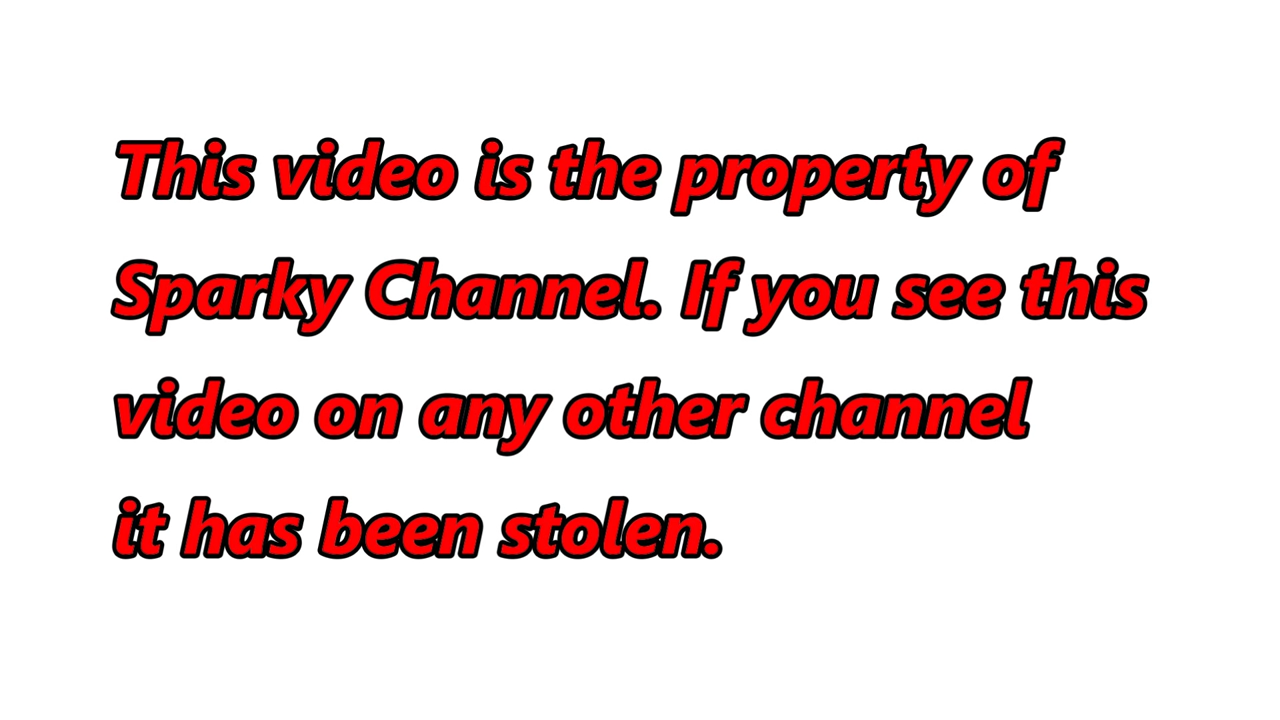 This video is the property of
Sparky Channel. If you see this
video on any other channel
it has been stolen.